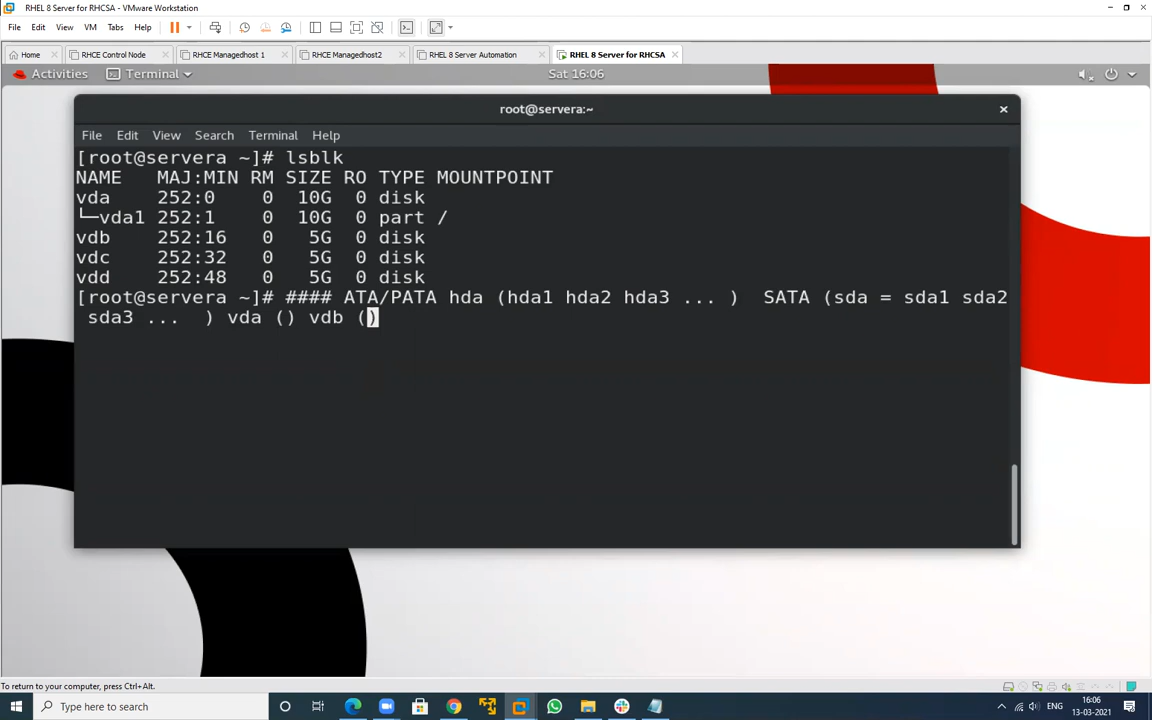 RHEL 8 Server for RHCSA - VMware Workstation
File Edit View VM Tabs Help
Home RHCE Control Node RHCE Managedhost 1 RHCE Managedhost2 RHEL 8 Server Automation RHEL 8 Server for RHCSA
Activities Terminal Sat 16:06
root@servera:~
File Edit View Search Terminal Help
[root@servera ~]# lsblk
NAME MAJ:MIN RM SIZE RO TYPE MOUNTPOINT
vda 252:0 0 10G 0 disk
└─vda1 252:1 0 10G 0 part /
vdb 252:16 0 5G 0 disk
vdc 252:32 0 5G 0 disk
vdd 252:48 0 5G 0 disk
[root@servera ~]# #### ATA/PATA hda (hda1 hda2 hda3 ... ) SATA (sda = sda1 sda2
sda3 ... ) vda () vdb ()
To return to your computer, press Ctrl+Alt.
Type here to search ENG 16:06
13-03-2021